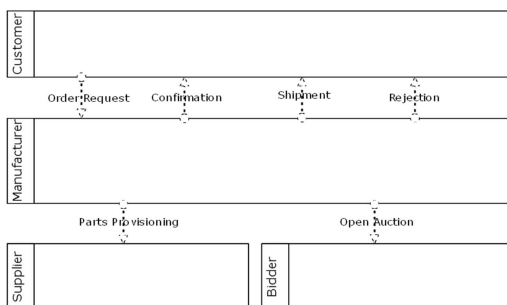 Customer
Order Request
Confirmation
Shipment
Rejection
Manufacturer
Parts Provisioning
Open Auction
Supplier
Bidder